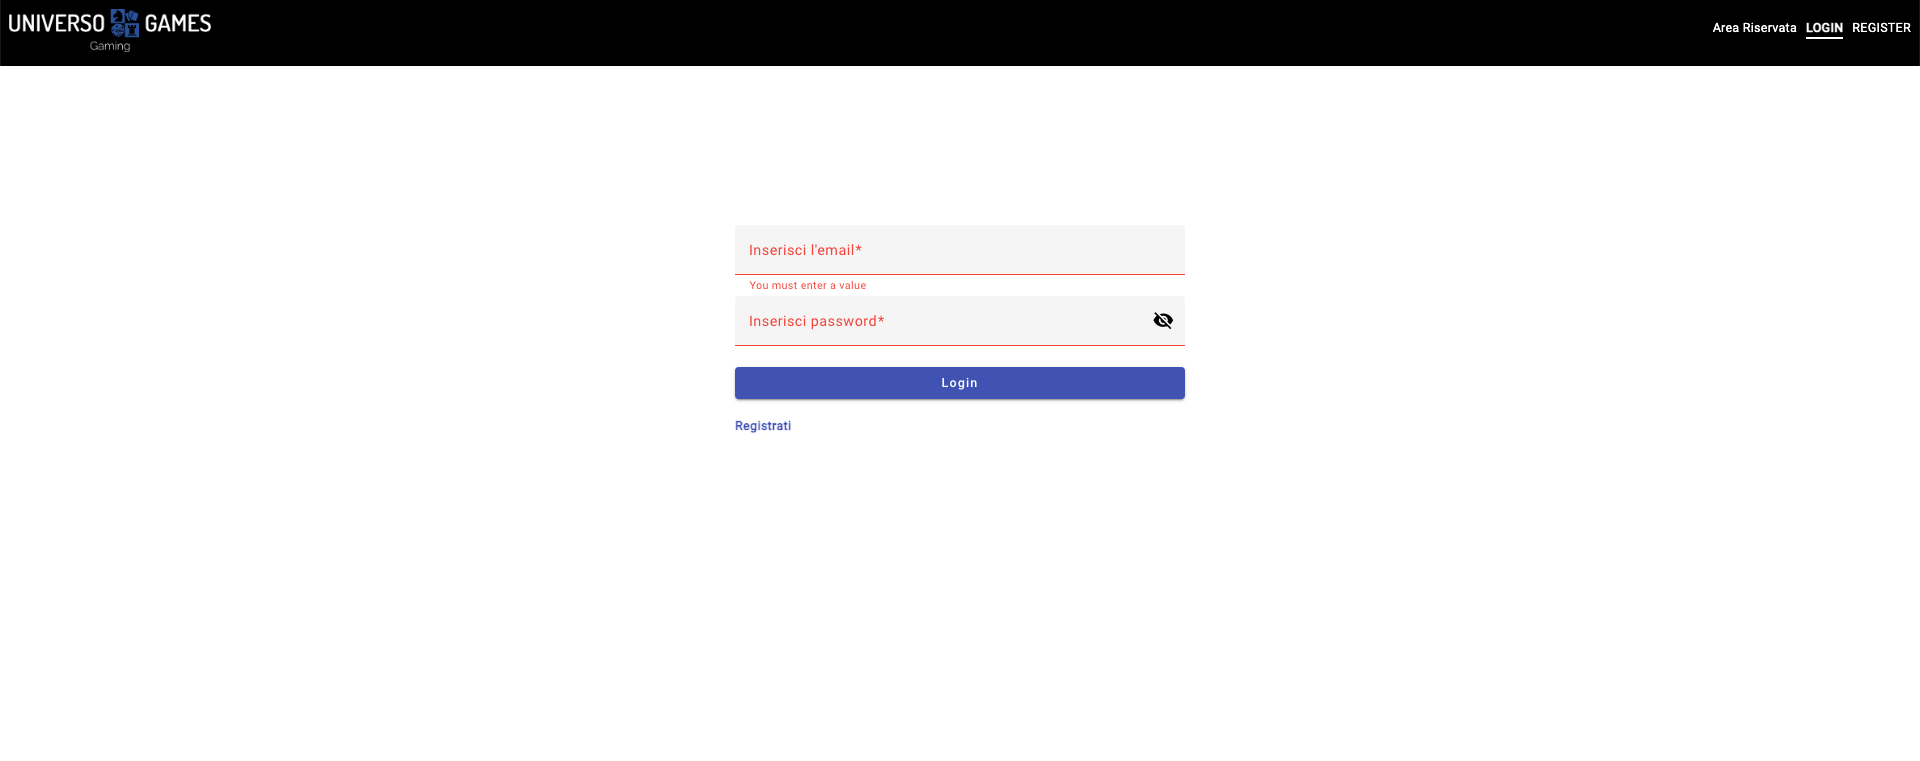 UNIVERSO GAMES
Gaming
Area Riservata LOGIN REGISTER
Inserisci l'email*
You must enter a value
Inserisci password*
Login
Registrati